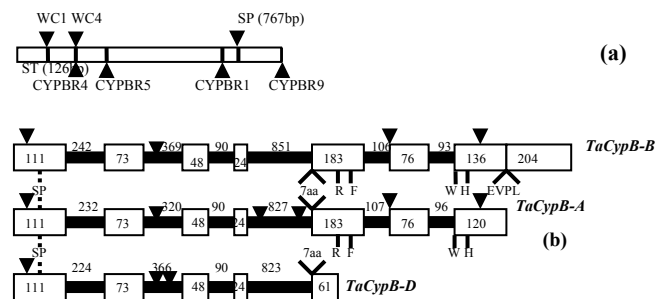 WC1 WC4 SP (767bp)
(a)
ST (126bp)
CYPBR4 CYPBR5 CYPBR1 CYPBR9
242 369 90 851 106 93
TaCypB-B
111 73 48 24 183 76 136 204
SP 7aa R F W H EVPL
232 320 90 827 107 96
TaCypB-A
111 73 48 24 183 76 120
(b)
SP 7aa R F W H
224 366 90 823
111 73 48 24 61
TaCypB-D